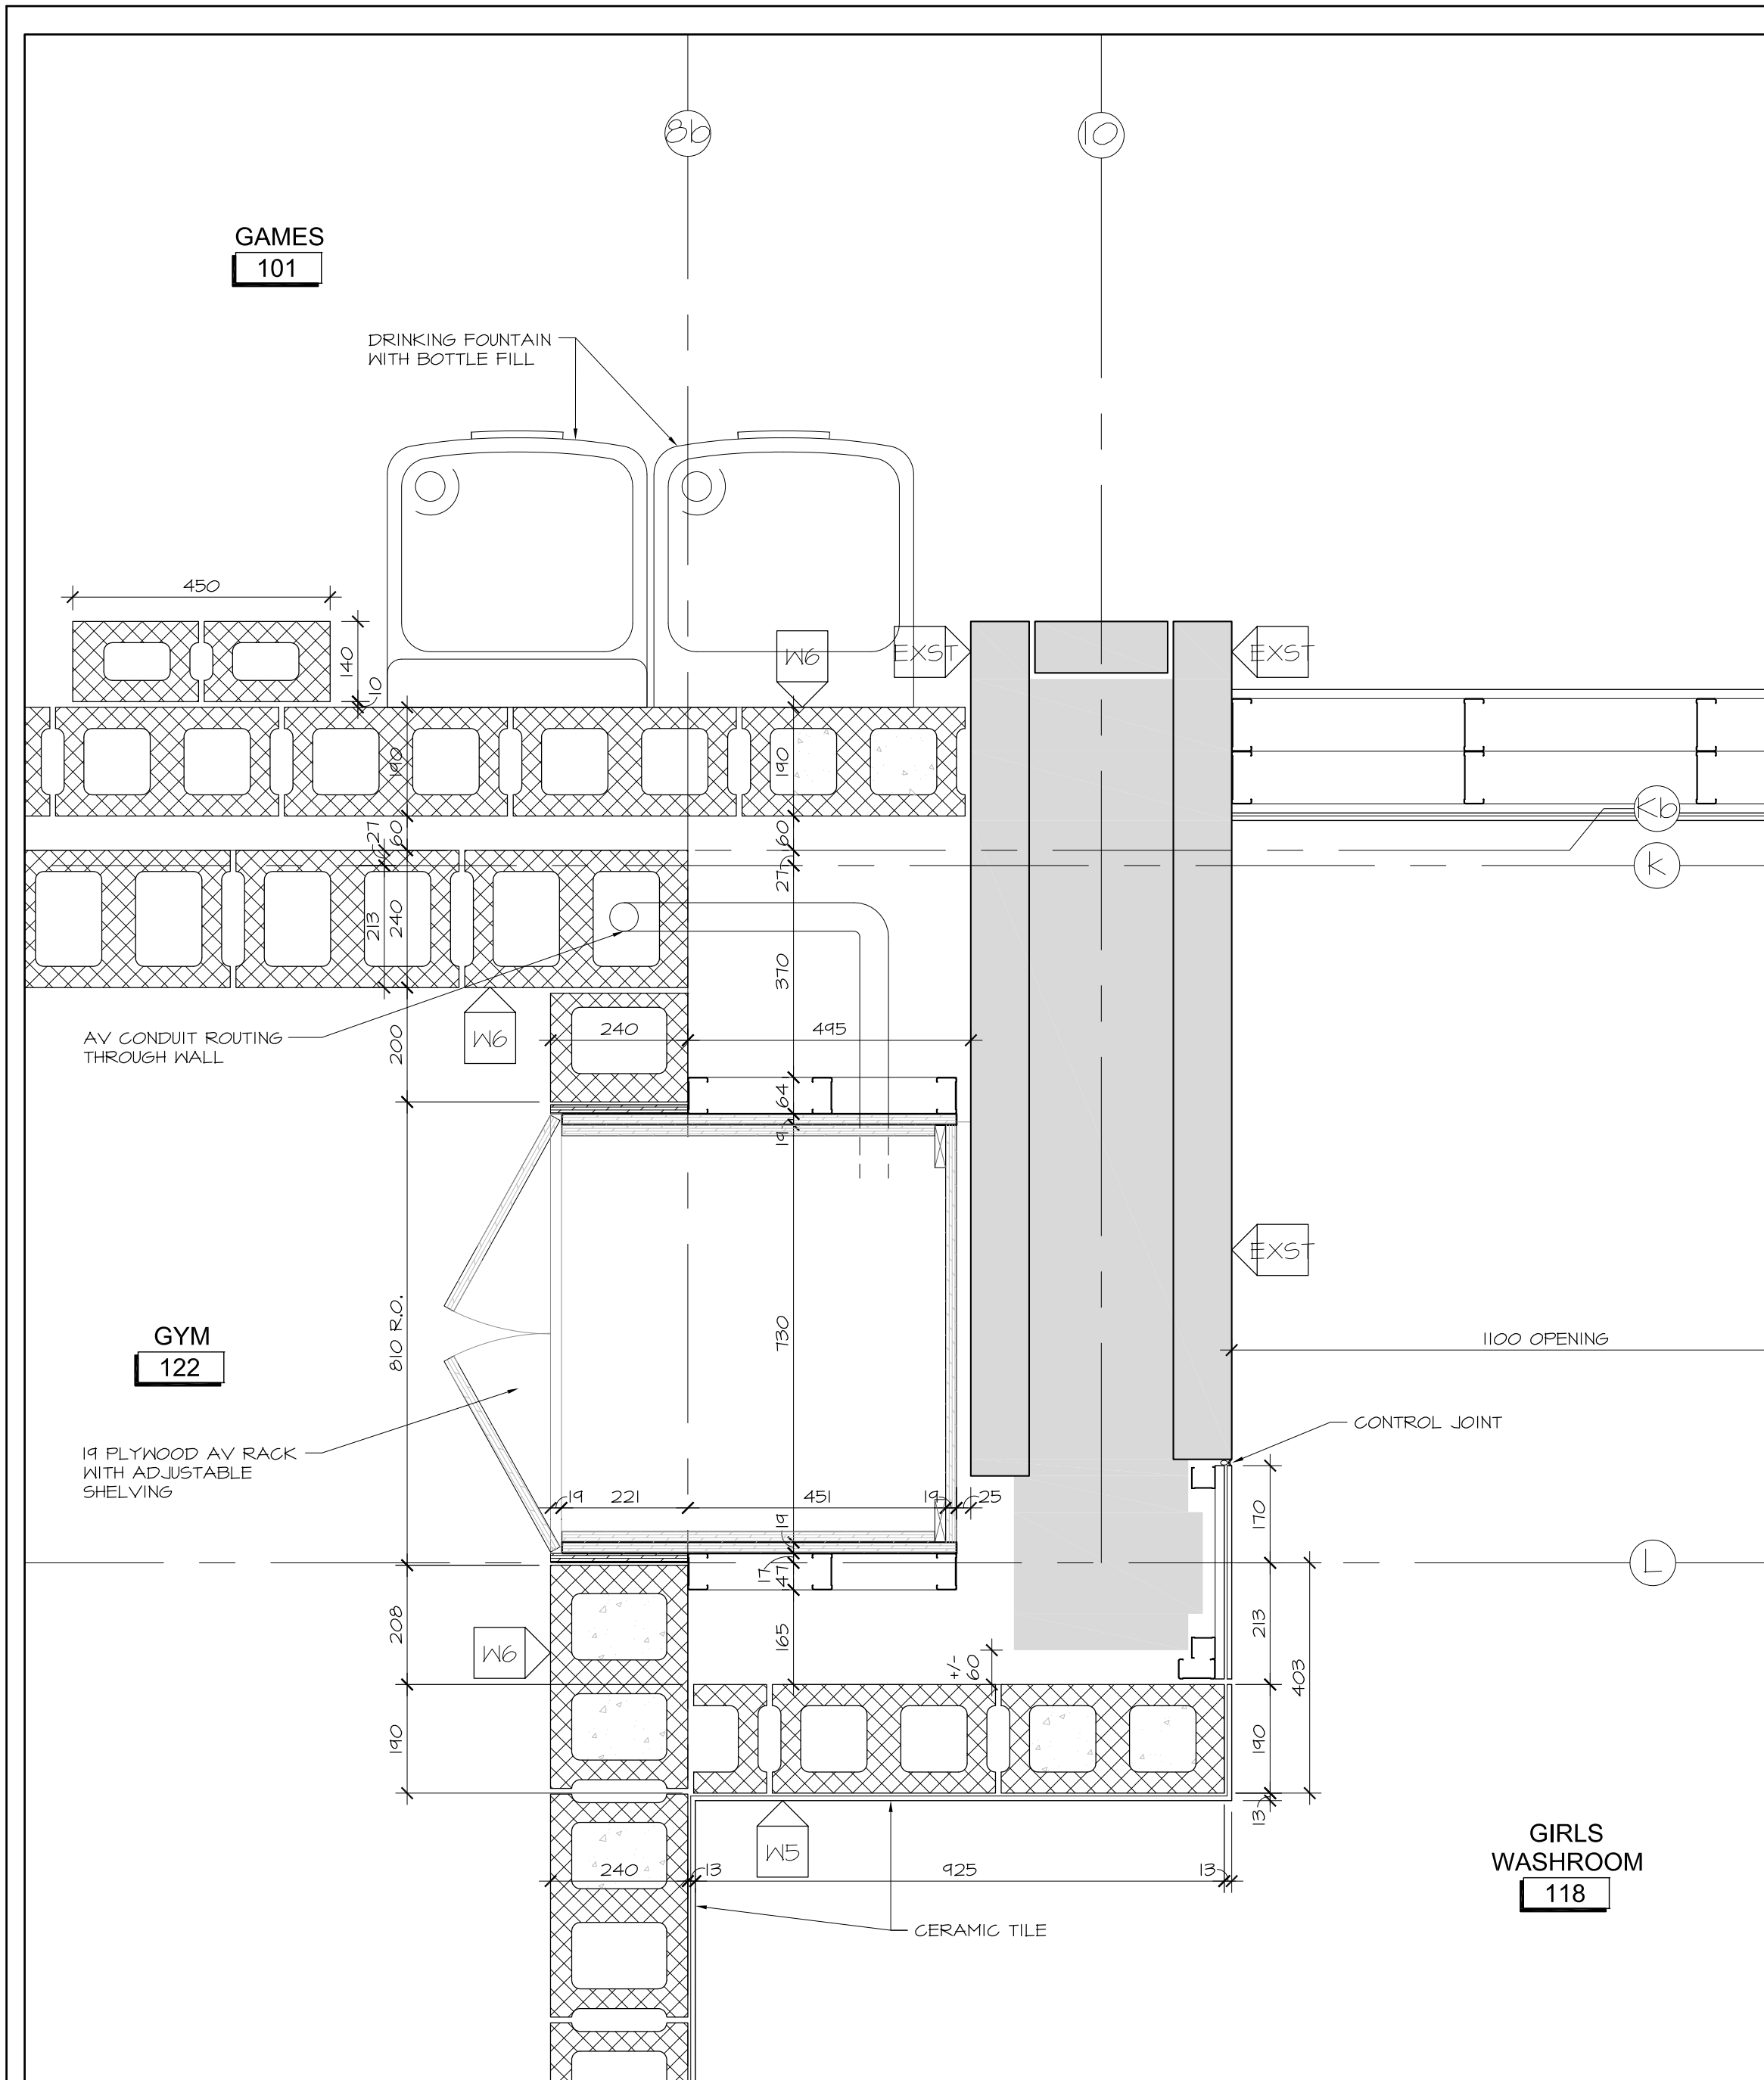 8b
10
GAMES
101
DRINKING FOUNTAIN
WITH BOTTLE FILL
450
140
10
W6
EXST
EXST
190
190
Kb
27
60
60
K
27
213
240
370
AV CONDUIT ROUTING
THROUGH WALL
W6
200
240
495
64
19
EXST
810 R.O.
730
GYM
122
1100 OPENING
19 PLYWOOD AV RACK
WITH ADJUSTABLE
SHELVING
CONTROL JOINT
19
221
451
19
25
19
170
17
47
L
208
W6
165
+/-
60
213
403
190
190
13
W5
240
13
925
13
GIRLS
WASHROOM
118
CERAMIC TILE